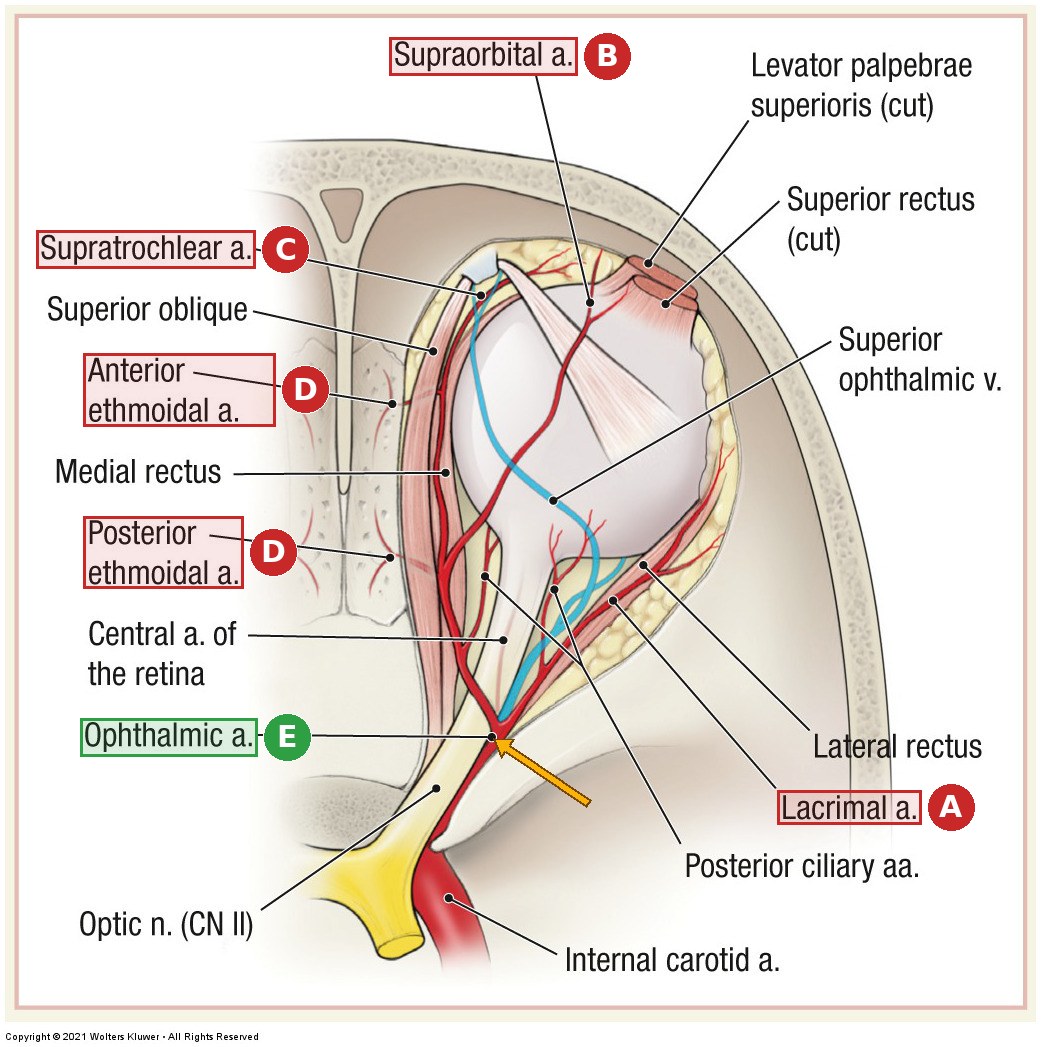 Supraorbital a. B
Levator palpebrae
superioris (cut)
Superior rectus
(cut)
Supratrochlear a. C
Superior oblique
Superior
ophthalmic v.
Anterior
ethmoidal a.
D
Medial rectus
Posterior
ethmoidal a.
D
Central a. of
the retina
Ophthalmic a. E
Lateral rectus
Lacrimal a. A
Posterior ciliary aa.
Optic n. (CN II)
Internal carotid a.
Copyright © 2021 Wolters Kluwer • All Rights Reserved